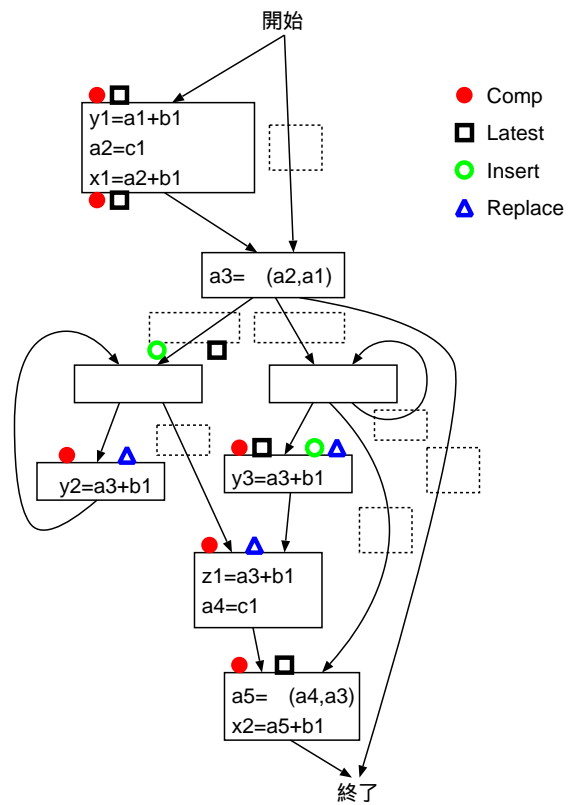 開始
Comp
Latest
Insert
Replace
y1=a1+b1
a2=c1
x1=a2+b1
a3= (a2,a1)
y2=a3+b1
y3=a3+b1
z1=a3+b1
a4=c1
a5= (a4,a3)
x2=a5+b1
終了